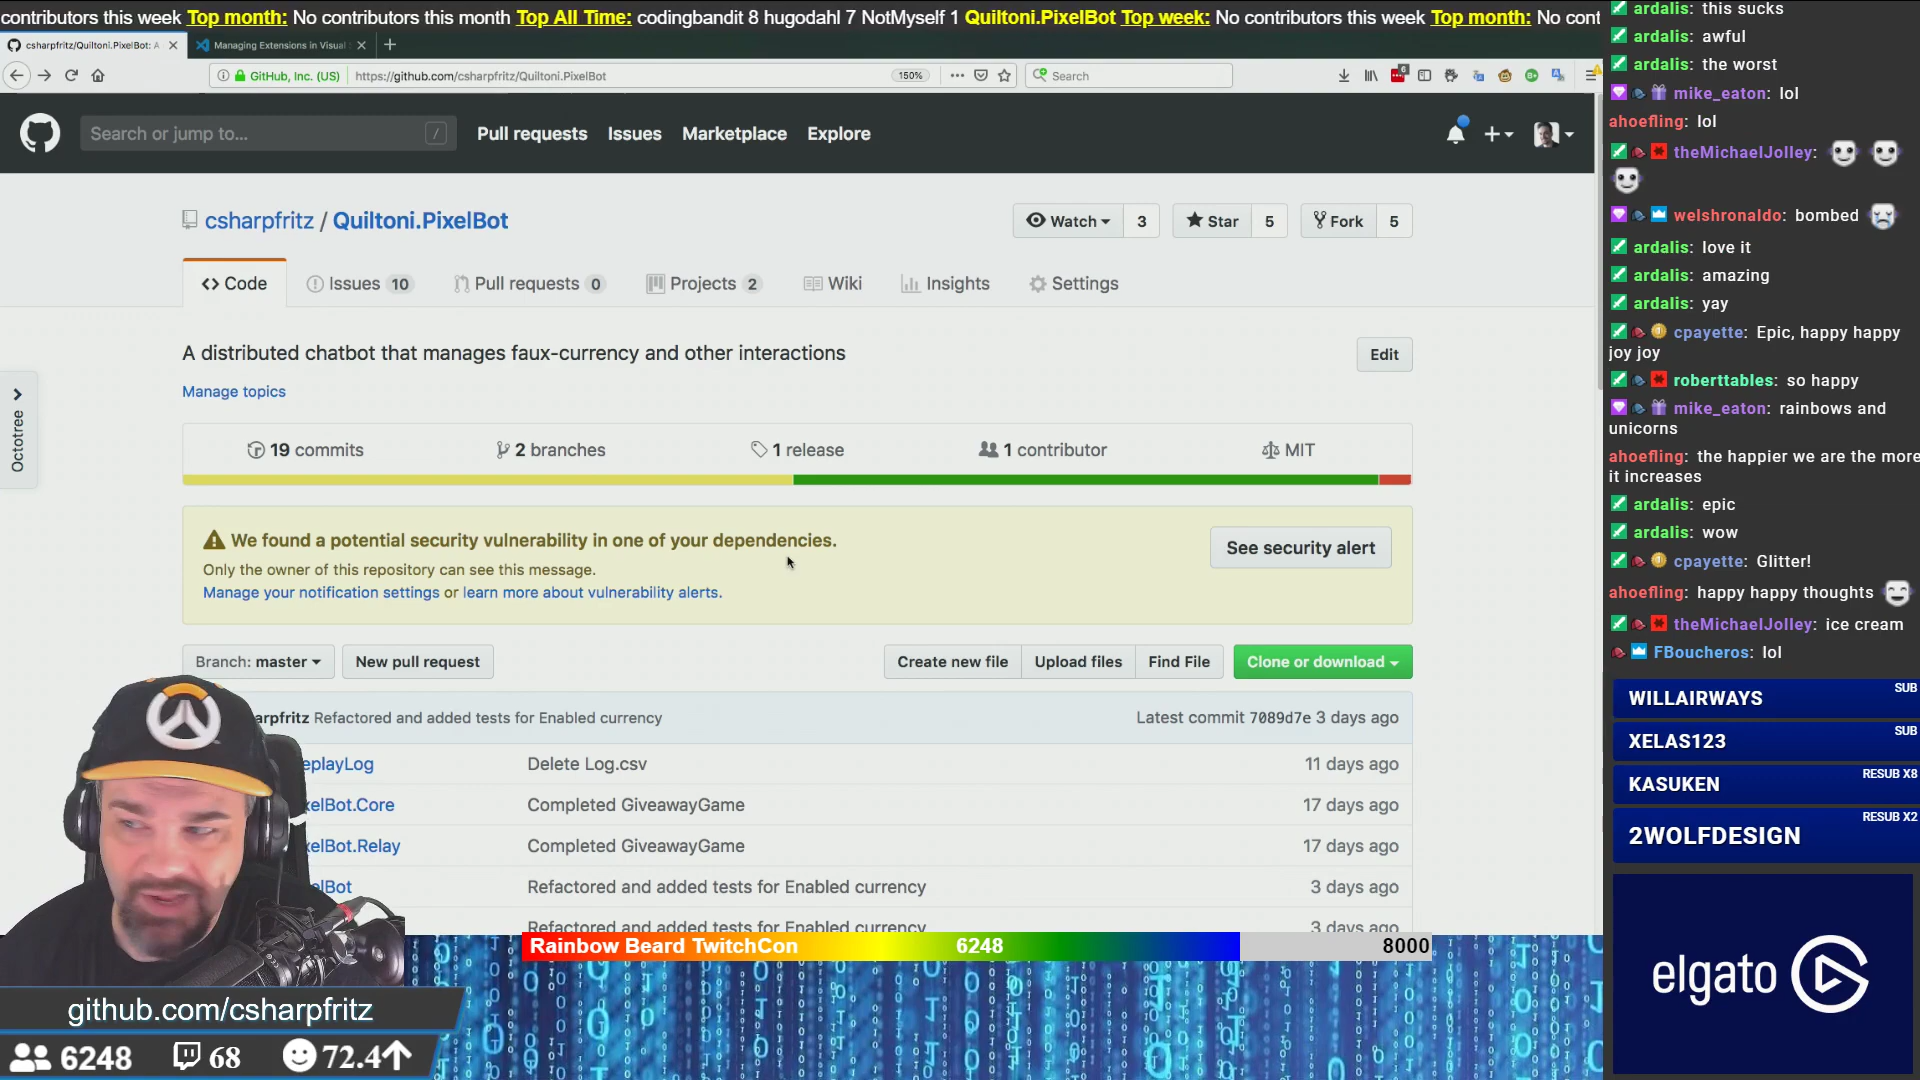 contributors this week Top month: No contributors this month Top All Time: codingbandit 8 hugodahl 7 NotMyself 1 Quiltoni.PixelBot Top week: No contributors this week Top month: No cont
csharpfritz/Quiltoni.PixelBot: A
Managing Extensions in Visual
GitHub, Inc. (US)
https://github.com/csharpfritz/Quiltoni.PixelBot
150%
Search
6
Search or jump to...
/
Pull requests
Issues
Marketplace
Explore
csharpfritz / Quiltoni.PixelBot
Watch 3
Star 5
Fork 5
Code
Issues 10
Pull requests 0
Projects 2
Wiki
Insights
Settings
A distributed chatbot that manages faux-currency and other interactions
Edit
Manage topics
Octotree
19 commits
2 branches
1 release
1 contributor
MIT
We found a potential security vulnerability in one of your dependencies.
Only the owner of this repository can see this message.
Manage your notification settings or learn more about vulnerability alerts.
See security alert
Branch: master
New pull request
Create new file
Upload files
Find File
Clone or download
arpfritz Refactored and added tests for Enabled currency
Latest commit 7089d7e 3 days ago
eplayLog
Delete Log.csv
11 days ago
xelBot.Core
Completed GiveawayGame
17 days ago
xelBot.Relay
Completed GiveawayGame
17 days ago
elBot
Refactored and added tests for Enabled currency
3 days ago
Refactored and added tests for Enabled currency
3 days ago
Rainbow Beard TwitchCon
6248
8000
github.com/csharpfritz
6248
68
72.4
ardalis: this sucks
ardalis: awful
ardalis: the worst
mike_eaton: lol
ahoefling: lol
theMichaelJolley:
welshronaldo: bombed
ardalis: love it
ardalis: amazing
ardalis: yay
cpayette: Epic, happy happy
joy joy
roberttables: so happy
mike_eaton: rainbows and
unicorns
ahoefling: the happier we are the more
it increases
ardalis: epic
ardalis: wow
cpayette: Glitter!
ahoefling: happy happy thoughts
theMichaelJolley: ice cream
FBoucheros: lol
WILLAIRWAYS
SUB
XELAS123
SUB
KASUKEN
RESUB X8
2WOLFDESIGN
RESUB X2
elgato